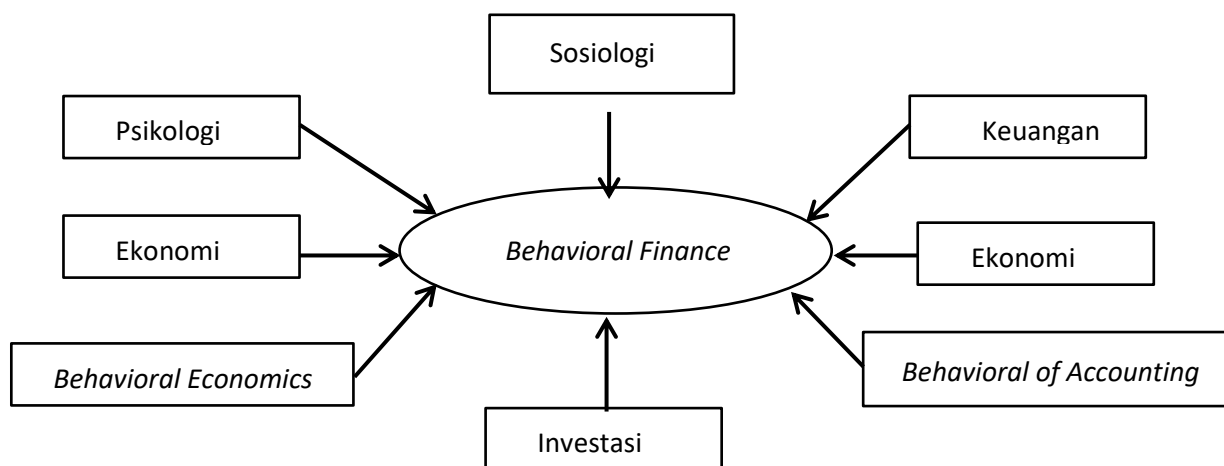 Sosiologi
Psikologi
Keuangan
Ekonomi
Behavioral Finance
Ekonomi
Behavioral Economics
Behavioral of Accounting
Investasi